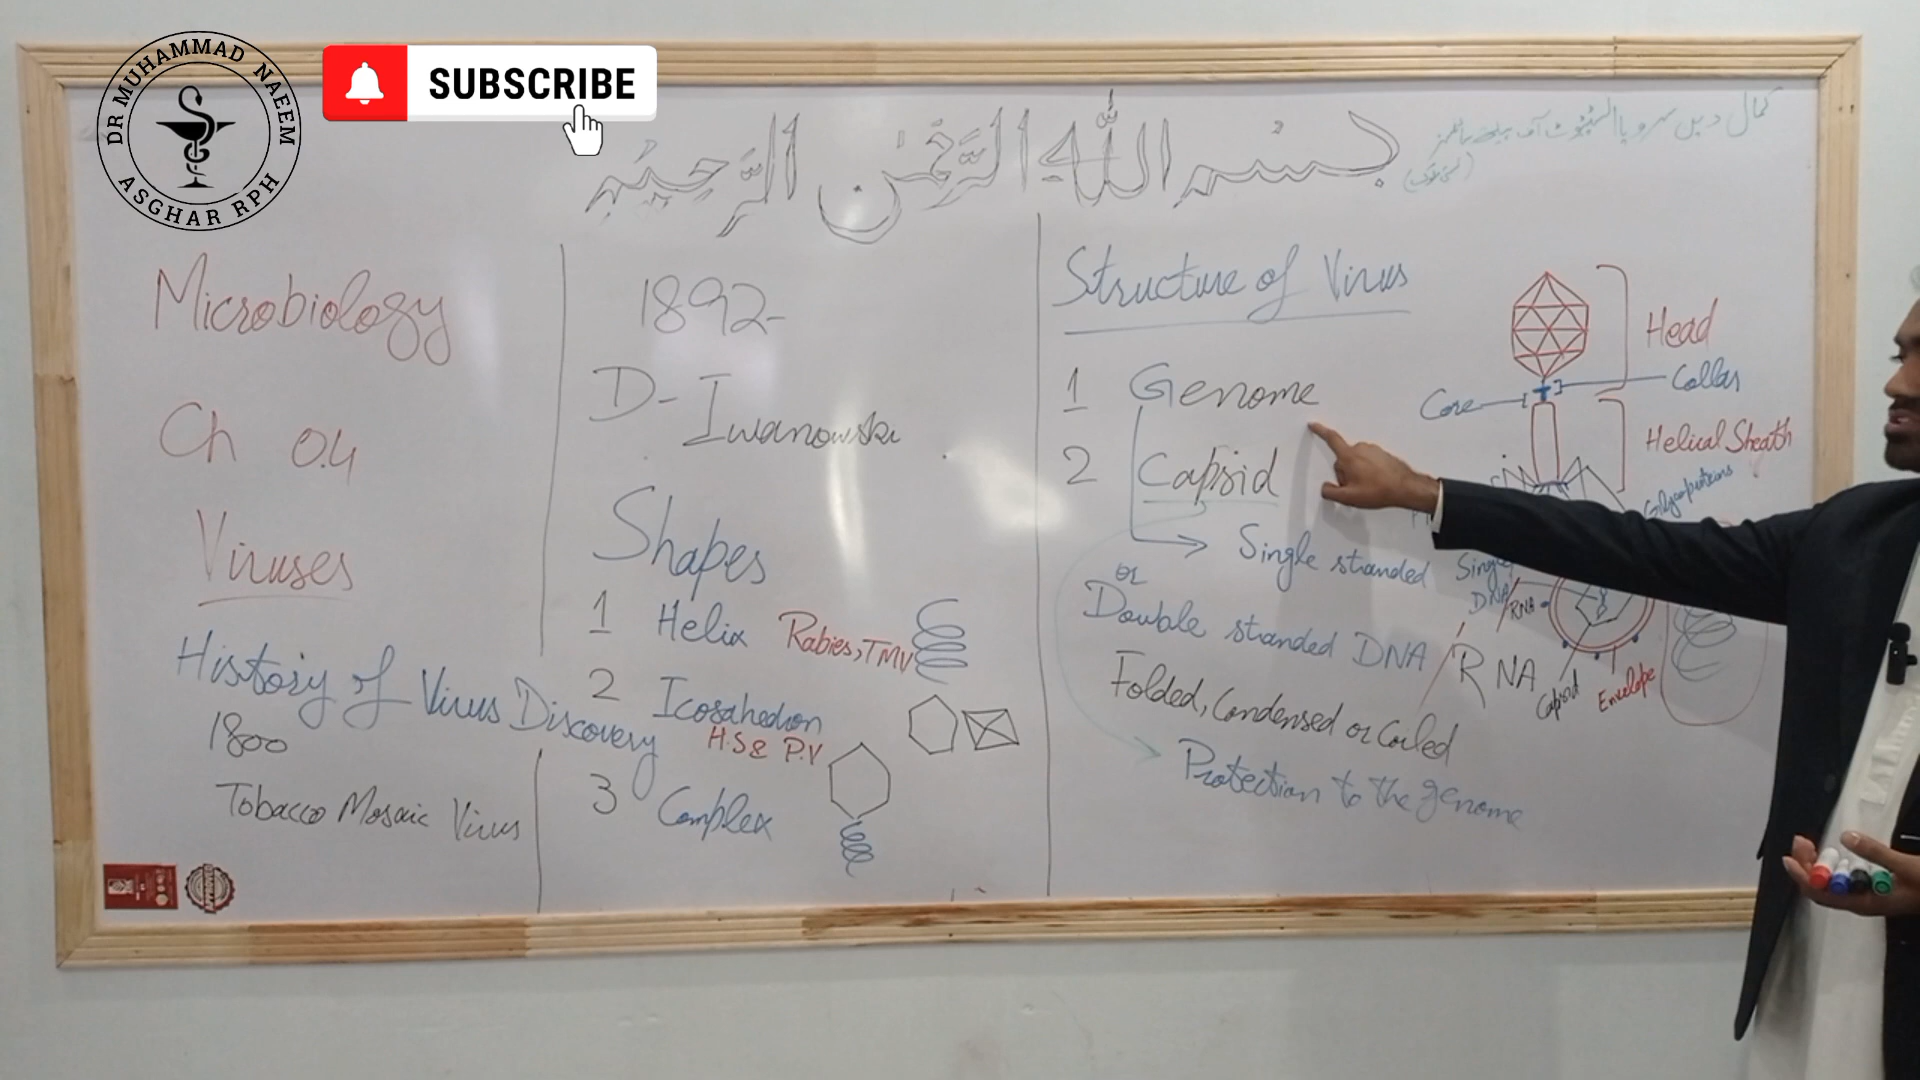 DR MUHAMMAD NAEEM
ASGHAR RPH
SUBSCRIBE
بسم الله الرحمن الرحيم
Microbiology
Ch 04
Viruses
History of Virus Discovery
1800
Tobacco Mosaic Virus
1892-
D-Iwanowski
Shapes
1 Helix Rabies, TMV
2 Icosahedron
H.S & P.V
3 Complex
Structure of Virus
1 Genome
2 Capsid
Single stranded
or
Double stranded DNA / RNA
Folded, Condensed or Coiled
Protection to the genome
Head
Collar
Core
Helical Sheath
Glycoproteins
DNA/RNA
Capsid
Envelope